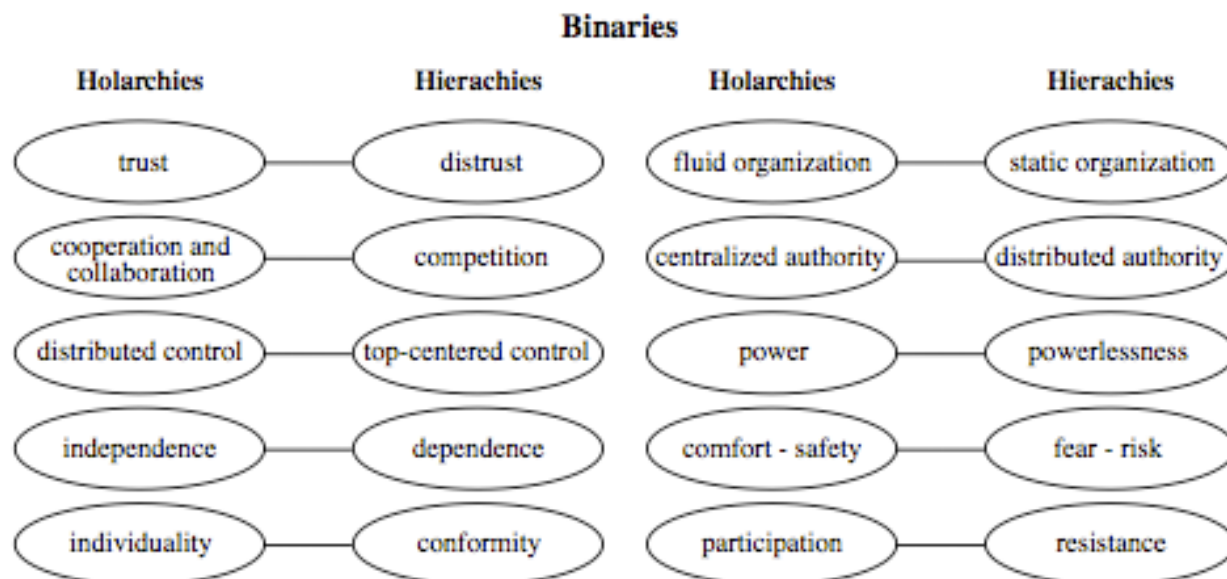 Binaries
Holarchies Hierachies Holarchies Hierachies
trust distrust fluid organization static organization
cooperation and
collaboration competition centralized authority distributed authority
distributed control top-centered control power powerlessness
independence dependence comfort - safety fear - risk
individuality conformity participation resistance